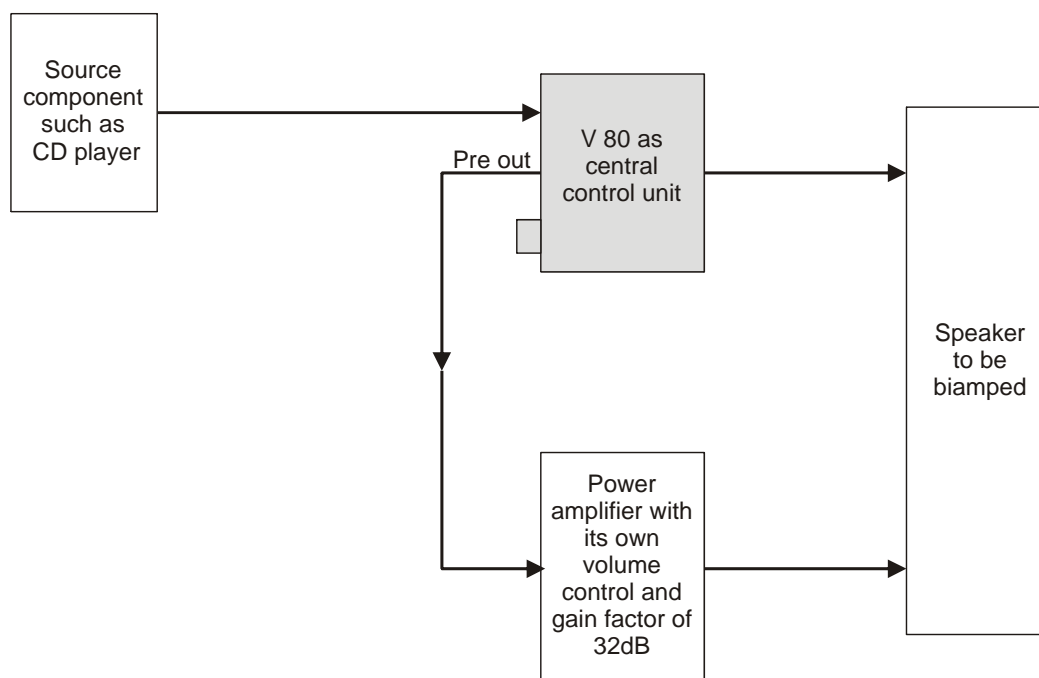 Source
component
such as
CD player
Pre out
V 80 as
central
control unit
Speaker
to be
biamped
Power
amplifier with
its own
volume
control and
gain factor of
32dB